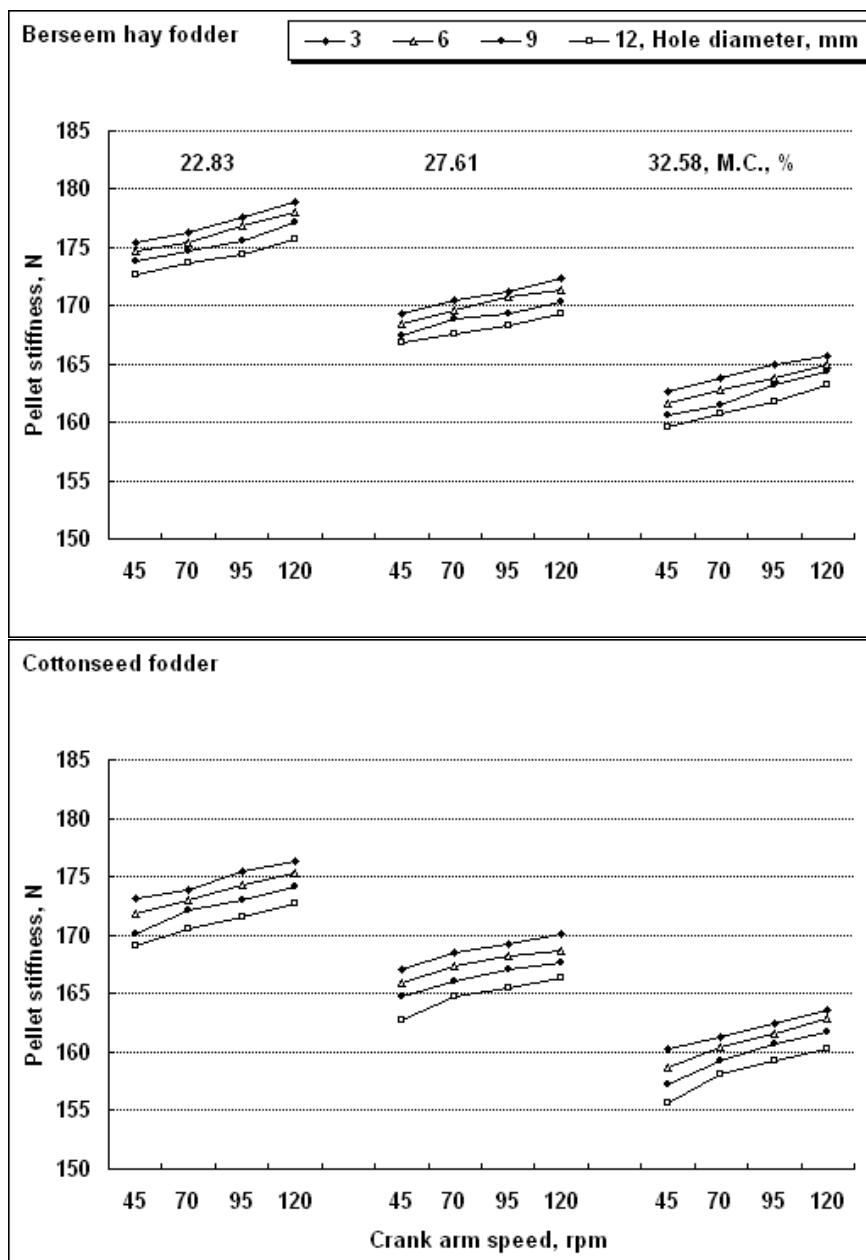 Berseem hay fodder
3 6 9 12, Hole diameter, mm
22.83 27.61 32.58, M.C., %
Pellet stiffness, N
185
180
175
170
165
160
155
150
45 70 95 120 45 70 95 120 45 70 95 120
Cottonseed fodder
Pellet stiffness, N
185
180
175
170
165
160
155
150
45 70 95 120 45 70 95 120 45 70 95 120
Crank arm speed, rpm